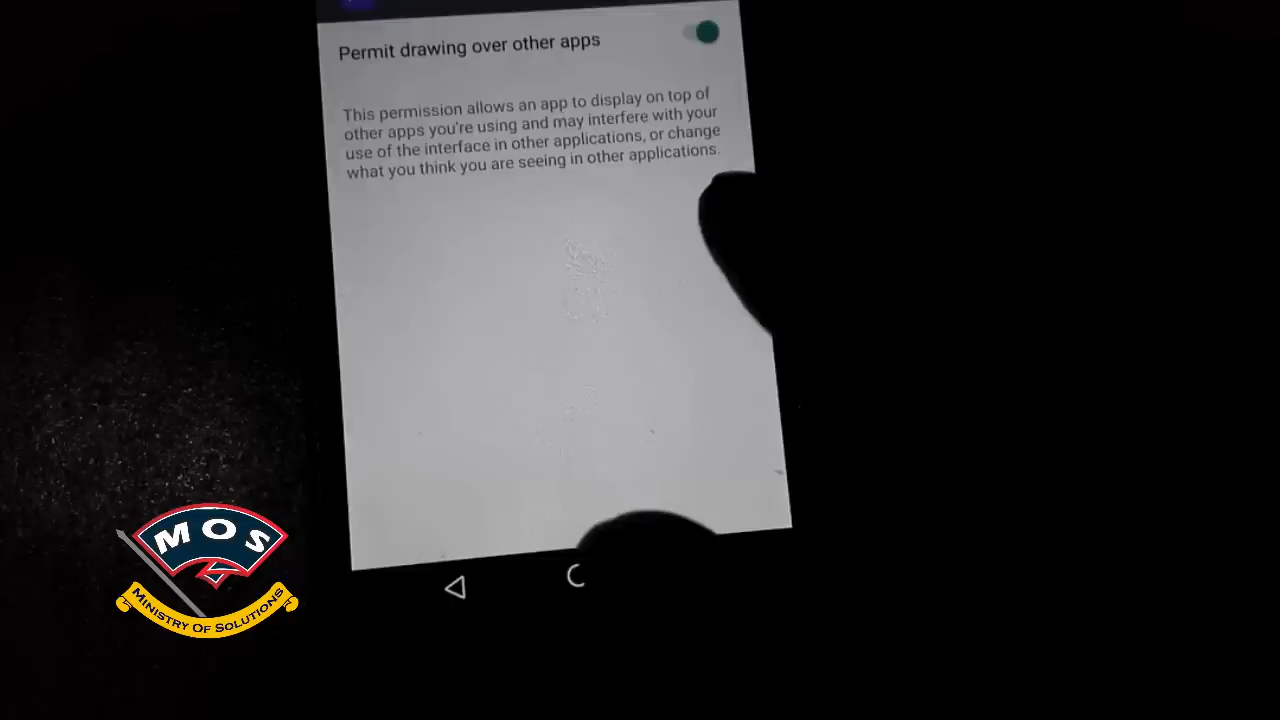 Permit drawing over other apps
This permission allows an app to display on top of
other apps you're using and may interfere with your
use of the interface in other applications, or change
what you think you are seeing in other applications.
MOS
MINISTRY OF SOLUTIONS